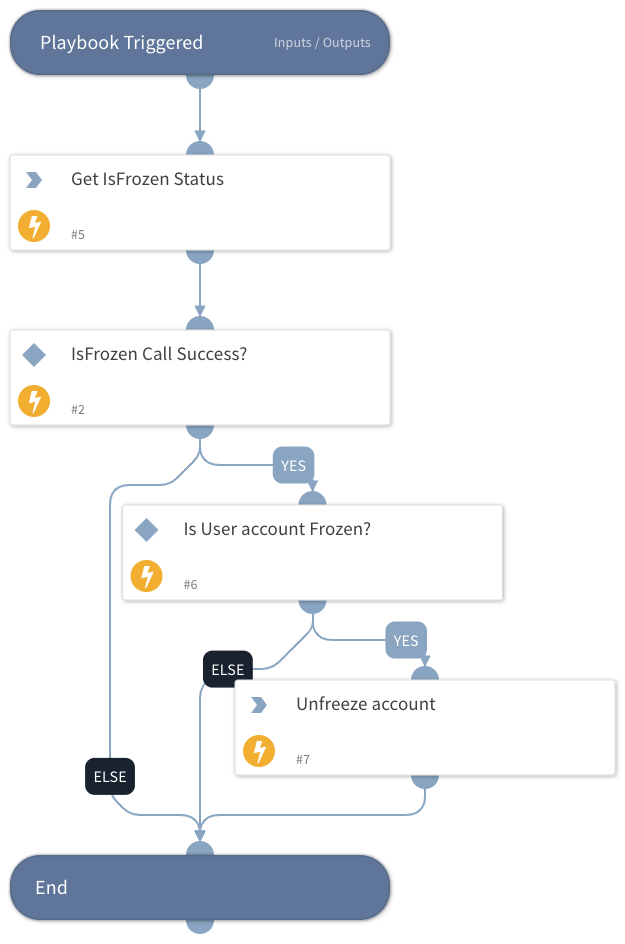 Playbook Triggered
Inputs / Outputs
Get IsFrozen Status
#5
IsFrozen Call Success?
#2
YES
Is User account Frozen?
#6
YES
ELSE
Unfreeze account
#7
ELSE
End